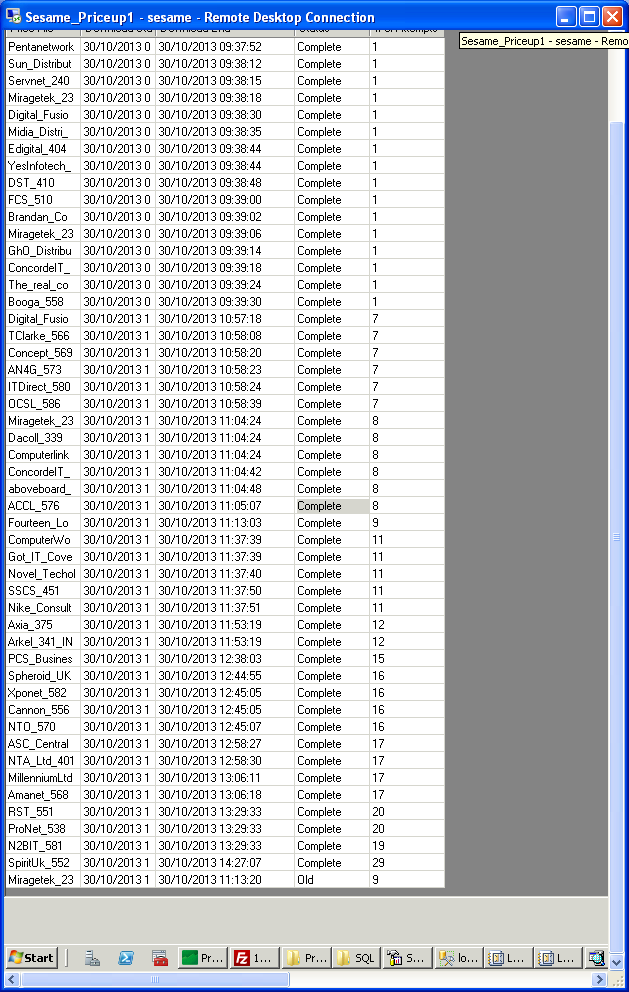 Sesame_Priceup1 - sesame - Remote Desktop Connection
Sesame_Priceup1 - sesame - Remo
Pentanetwork 30/10/2013 0 30/10/2013 09:37:52 Complete 1
Sun_Distribut 30/10/2013 0 30/10/2013 09:38:12 Complete 1
Servnet_240 30/10/2013 0 30/10/2013 09:38:15 Complete 1
Miragetek_23 30/10/2013 0 30/10/2013 09:38:18 Complete 1
Digital_Fusio 30/10/2013 0 30/10/2013 09:38:30 Complete 1
Midia_Distri_ 30/10/2013 0 30/10/2013 09:38:35 Complete 1
Edigital_404 30/10/2013 0 30/10/2013 09:38:44 Complete 1
YesInfotech_ 30/10/2013 0 30/10/2013 09:38:44 Complete 1
DST_410 30/10/2013 0 30/10/2013 09:38:48 Complete 1
FCS_510 30/10/2013 0 30/10/2013 09:39:00 Complete 1
Brandan_Co 30/10/2013 0 30/10/2013 09:39:02 Complete 1
Miragetek_23 30/10/2013 0 30/10/2013 09:39:06 Complete 1
GhO_Distribu 30/10/2013 0 30/10/2013 09:39:14 Complete 1
ConcordeIT_ 30/10/2013 0 30/10/2013 09:39:18 Complete 1
The_real_co 30/10/2013 0 30/10/2013 09:39:24 Complete 1
Booga_558 30/10/2013 0 30/10/2013 09:39:30 Complete 1
Digital_Fusio 30/10/2013 1 30/10/2013 10:57:18 Complete 7
TClarke_566 30/10/2013 1 30/10/2013 10:58:08 Complete 7
Concept_569 30/10/2013 1 30/10/2013 10:58:20 Complete 7
AN4G_573 30/10/2013 1 30/10/2013 10:58:23 Complete 7
ITDirect_580 30/10/2013 1 30/10/2013 10:58:24 Complete 7
OCSL_586 30/10/2013 1 30/10/2013 10:58:39 Complete 7
Miragetek_23 30/10/2013 1 30/10/2013 11:04:24 Complete 8
Dacoll_339 30/10/2013 1 30/10/2013 11:04:24 Complete 8
Computerlink 30/10/2013 1 30/10/2013 11:04:24 Complete 8
ConcordeIT_ 30/10/2013 1 30/10/2013 11:04:42 Complete 8
aboveboard_ 30/10/2013 1 30/10/2013 11:04:48 Complete 8
ACCL_576 30/10/2013 1 30/10/2013 11:05:07 Complete 8
Fourteen_Lo 30/10/2013 1 30/10/2013 11:13:03 Complete 9
ComputerWo 30/10/2013 1 30/10/2013 11:37:39 Complete 11
Got_IT_Cove 30/10/2013 1 30/10/2013 11:37:39 Complete 11
Novel_Techol 30/10/2013 1 30/10/2013 11:37:40 Complete 11
SSCS_451 30/10/2013 1 30/10/2013 11:37:50 Complete 11
Nike_Consult 30/10/2013 1 30/10/2013 11:37:51 Complete 11
Axia_375 30/10/2013 1 30/10/2013 11:53:19 Complete 12
Arkel_341_IN 30/10/2013 1 30/10/2013 11:53:19 Complete 12
PCS_Busines 30/10/2013 1 30/10/2013 12:38:03 Complete 15
Spheroid_UK 30/10/2013 1 30/10/2013 12:44:55 Complete 16
Xponet_582 30/10/2013 1 30/10/2013 12:45:05 Complete 16
Cannon_556 30/10/2013 1 30/10/2013 12:45:05 Complete 16
NTO_570 30/10/2013 1 30/10/2013 12:45:07 Complete 16
ASC_Central 30/10/2013 1 30/10/2013 12:58:27 Complete 17
NTA_Ltd_401 30/10/2013 1 30/10/2013 12:58:30 Complete 17
MillenniumLtd 30/10/2013 1 30/10/2013 13:06:11 Complete 17
Amanet_568 30/10/2013 1 30/10/2013 13:06:18 Complete 17
RST_551 30/10/2013 1 30/10/2013 13:29:33 Complete 20
ProNet_538 30/10/2013 1 30/10/2013 13:29:33 Complete 20
N2BIT_581 30/10/2013 1 30/10/2013 13:29:33 Complete 19
SpiritUk_552 30/10/2013 1 30/10/2013 14:27:07 Complete 29
Miragetek_23 30/10/2013 1 30/10/2013 11:13:20 Old 9
Start Pr... 1... Pr... SQL S... lo... L... L...